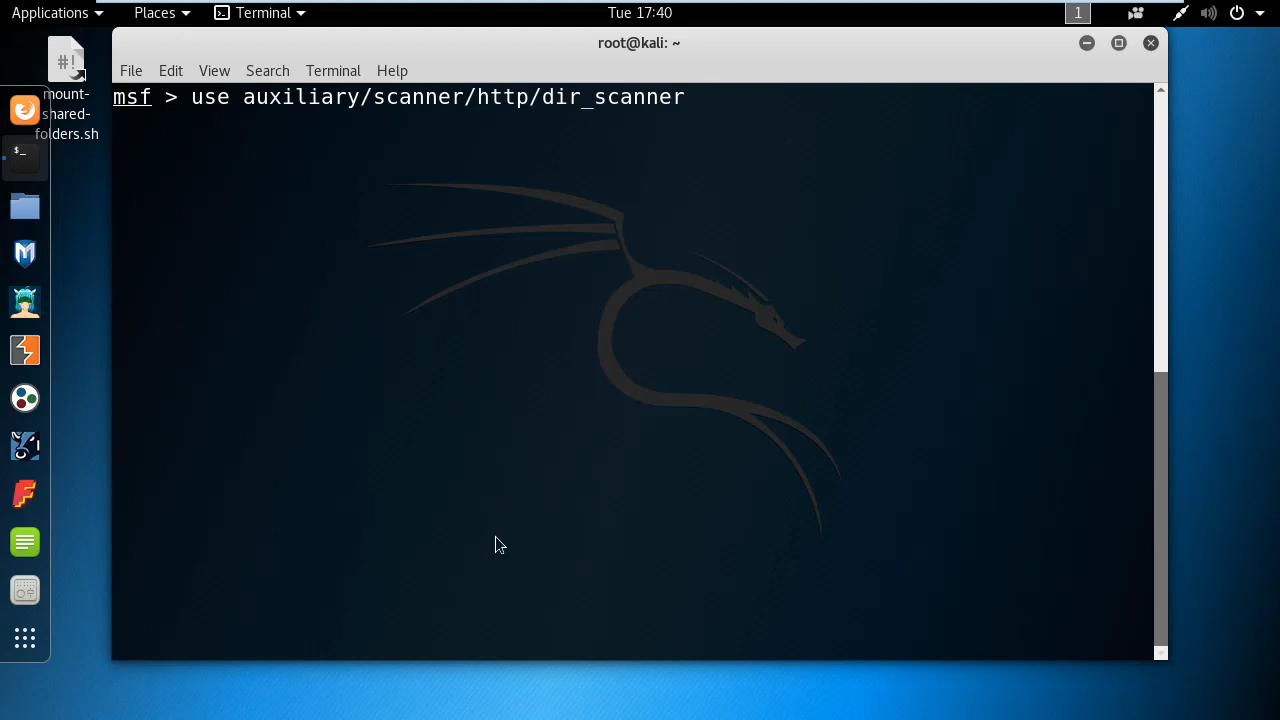 Applications Places Terminal Tue 17:40 1
#!
mount-
shared-
folders.sh
$_
root@kali: ~
File Edit View Search Terminal Help
msf > use auxiliary/scanner/http/dir_scanner